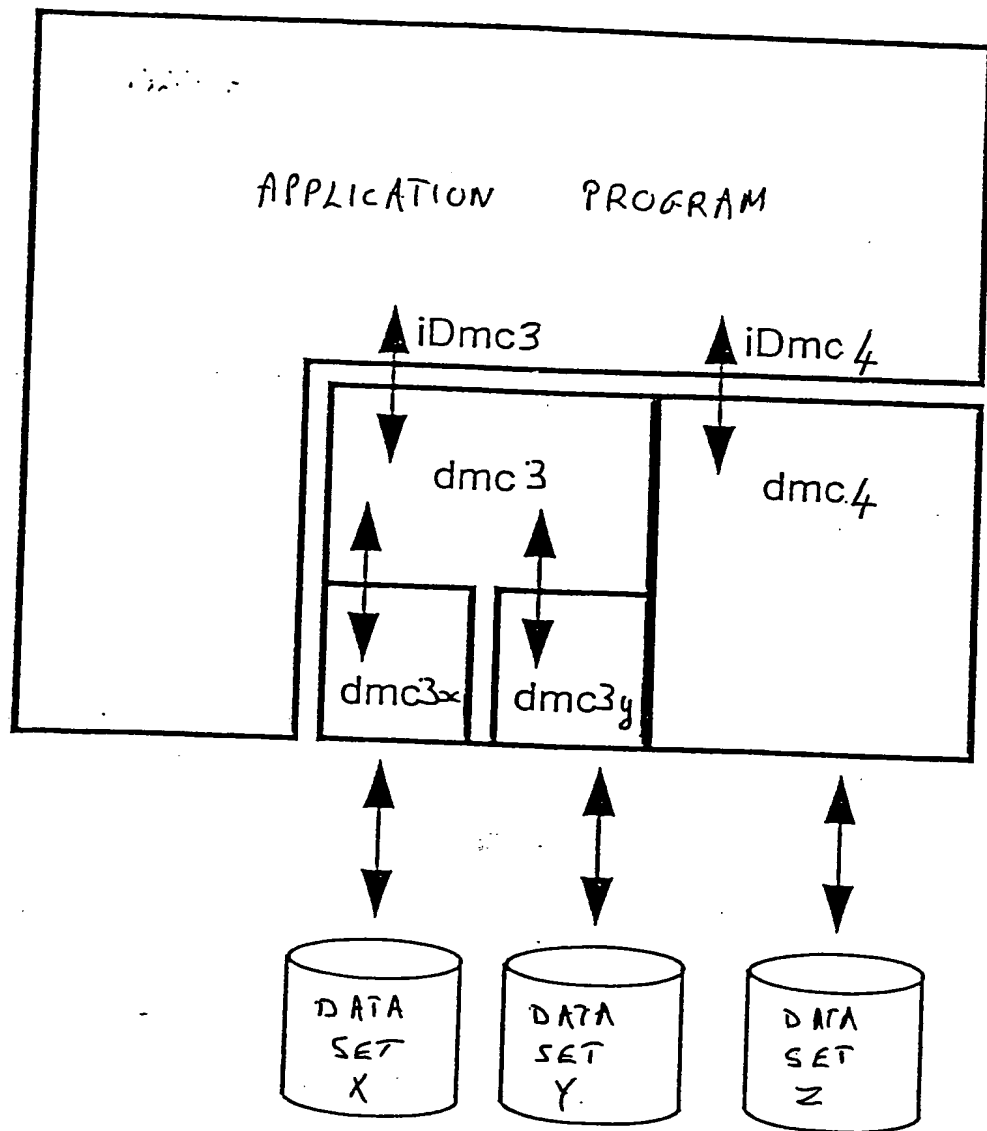 APPLICATION PROGRAM
iDmc3 iDmc4
dmc3 dmc4
dmc3x dmc3y
DATA SET X
DATA SET Y
DATA SET Z